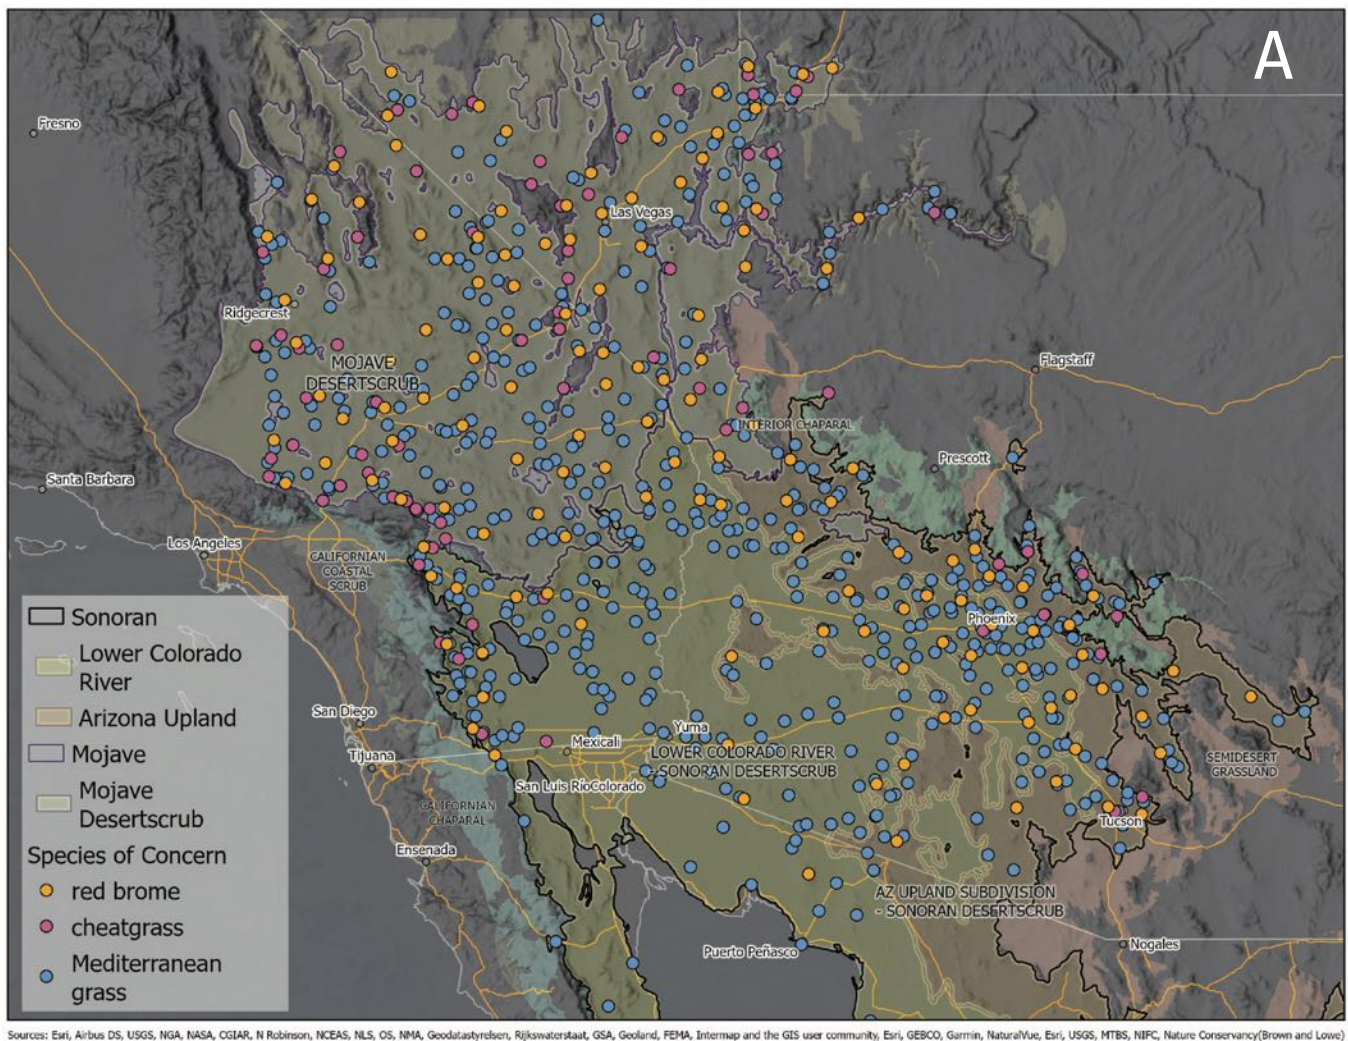 A
Fresno
Las Vegas
Ridgecrest
MOJAVE
DESERTSCRUB
Flagstaff
INTERIOR CHAPARAL
Prescott
Santa Barbara
Los Angeles
CALIFORNIAN
COASTAL
SCRUB
Phoenix
San Diego
Tijuana
Mexicali
Yuma
LOWER COLORADO RIVER
- SONORAN DESERTSCRUB
SEMIDESERT
GRASSLAND
San Luis RíoColorado
CALIFORNIAN
CHAPARAL
Ensenada
Tucson
AZ UPLAND SUBDIVISION
- SONORAN DESERTSCRUB
Puerto Peñasco
Nogales
Sonoran
Lower Colorado
River
Arizona Upland
Mojave
Mojave
Desertscrub
Species of Concern
red brome
cheatgrass
Mediterranean
grass
Sources: Esri, Airbus DS, USGS, NGA, NASA, CGIAR, N Robinson, NCEAS, NLS, OS, NMA, Geodatastyrelsen, Rijkswaterstaat, GSA, Geoland, FEMA, Intermap and the GIS user community, Esri, GEBCO, Garmin, NaturalVue, Esri, USGS, MTBS, NIFC, Nature Conservancy(Brown and Lowe)